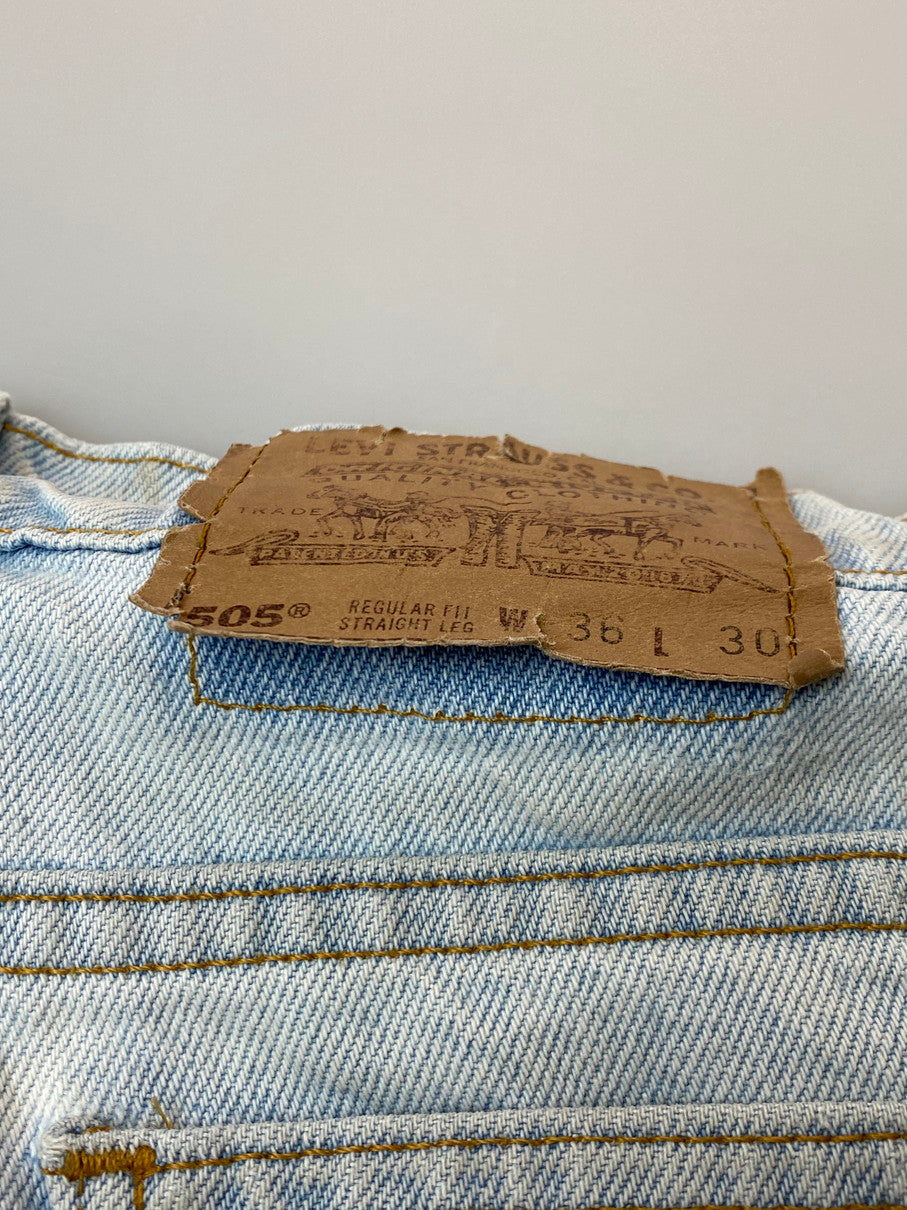 LEVI STRAUSS & CO
QUALITY CLOTHING
TRADE MARK
505® REGULAR FIT W 36 L 30
STRAIGHT LEG